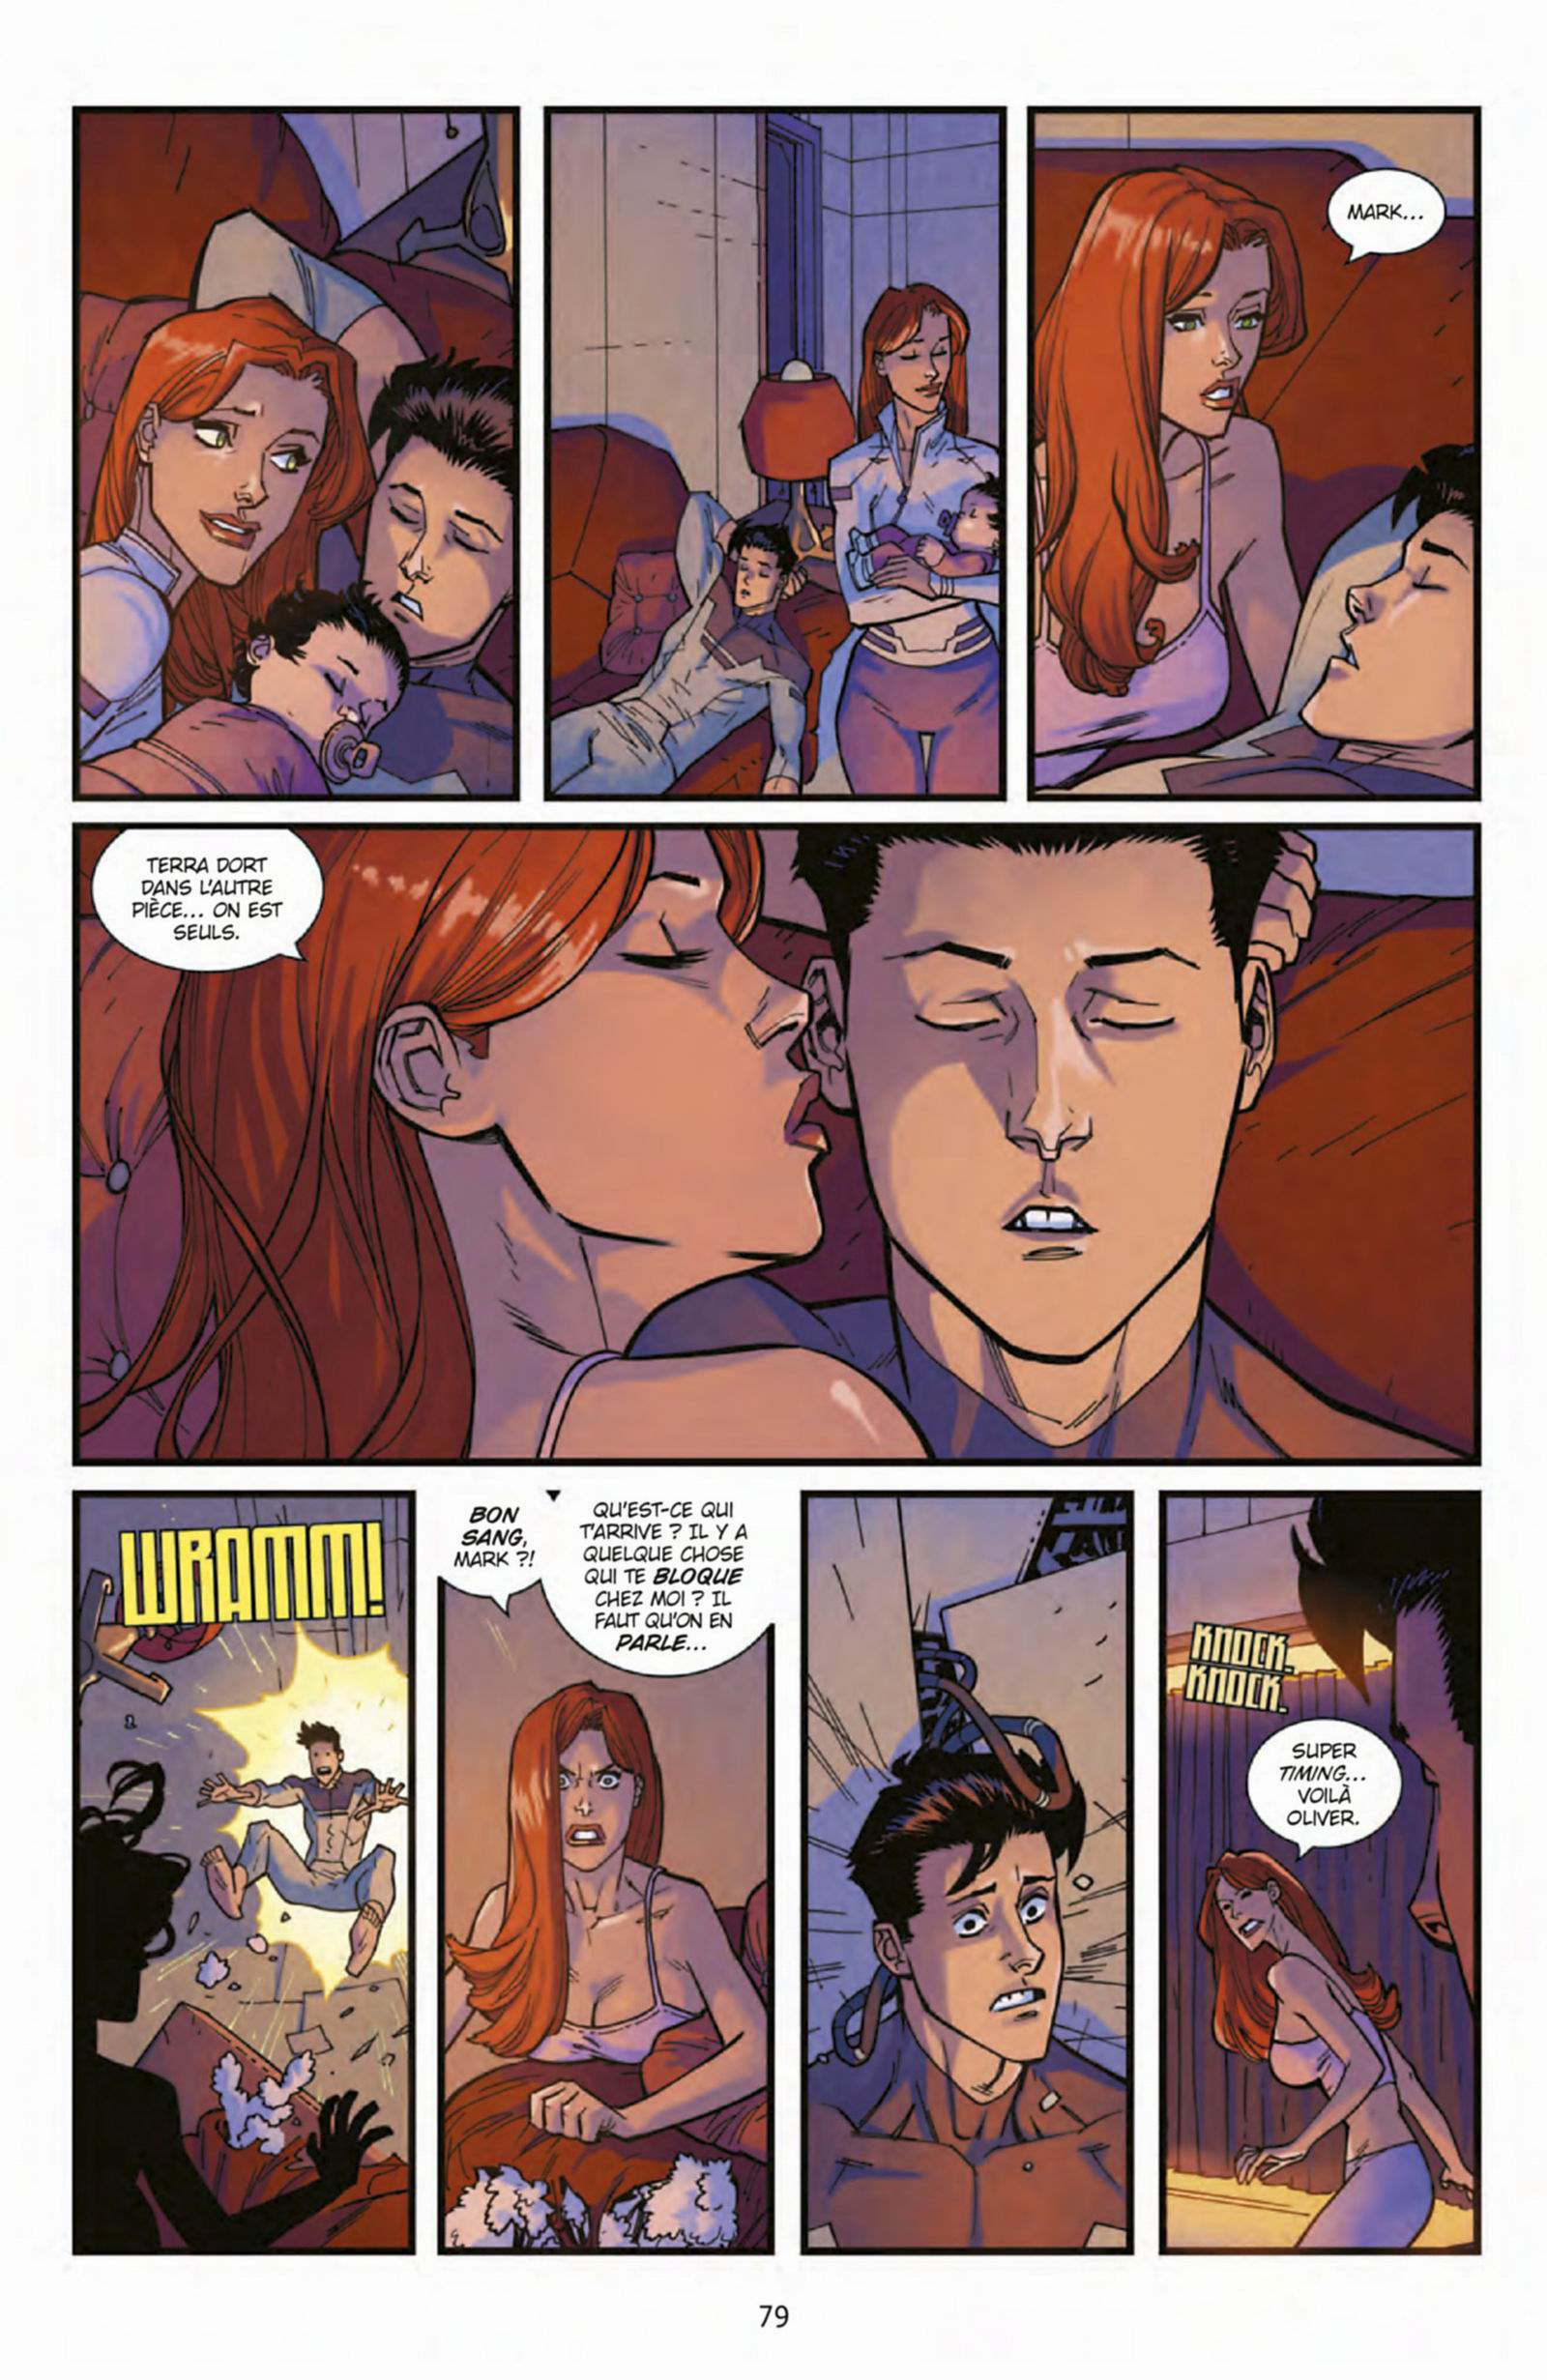 MARK...
TERRA DORT
DANS L'AUTRE
PIÈCE... ON EST
SEULS.
WRAMM!
BON
SANG,
MARK ?!
QU'EST-CE QUI
T'ARRIVE ? IL Y A
QUELQUE CHOSE
QUI TE BLOQUE
CHEZ MOI ? IL
FAUT QU'ON EN
PARLE...
KNOCK.
KNOCK.
SUPER
TIMING...
VOILÀ
OLIVER.
79